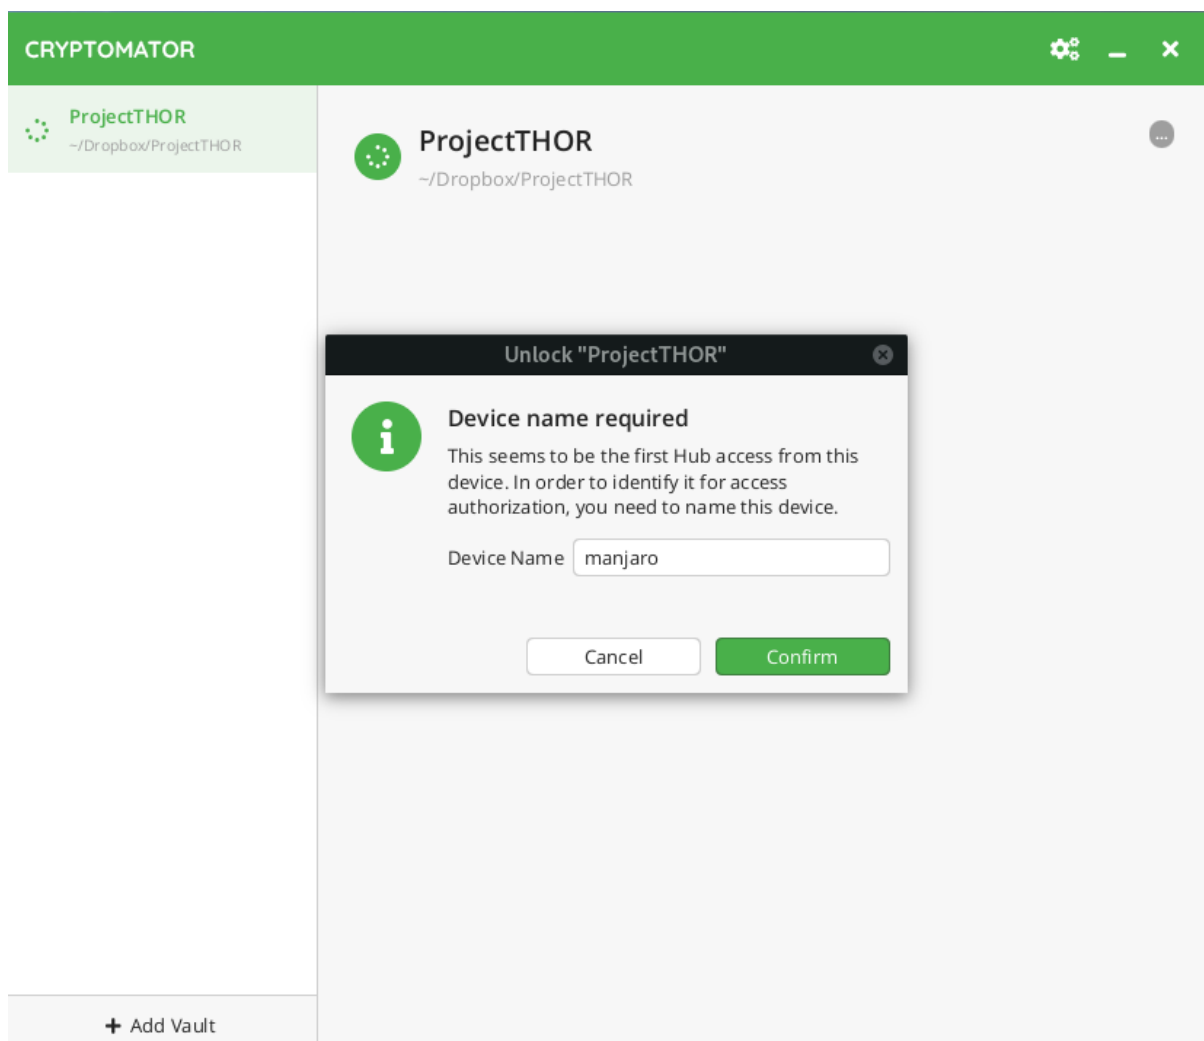 CRYPTOMATOR
ProjectTHOR
~/Dropbox/ProjectTHOR
ProjectTHOR
~/Dropbox/ProjectTHOR
...
Unlock "ProjectTHOR"
Device name required
This seems to be the first Hub access from this
device. In order to identify it for access
authorization, you need to name this device.
Device Name manjaro
Cancel Confirm
+ Add Vault